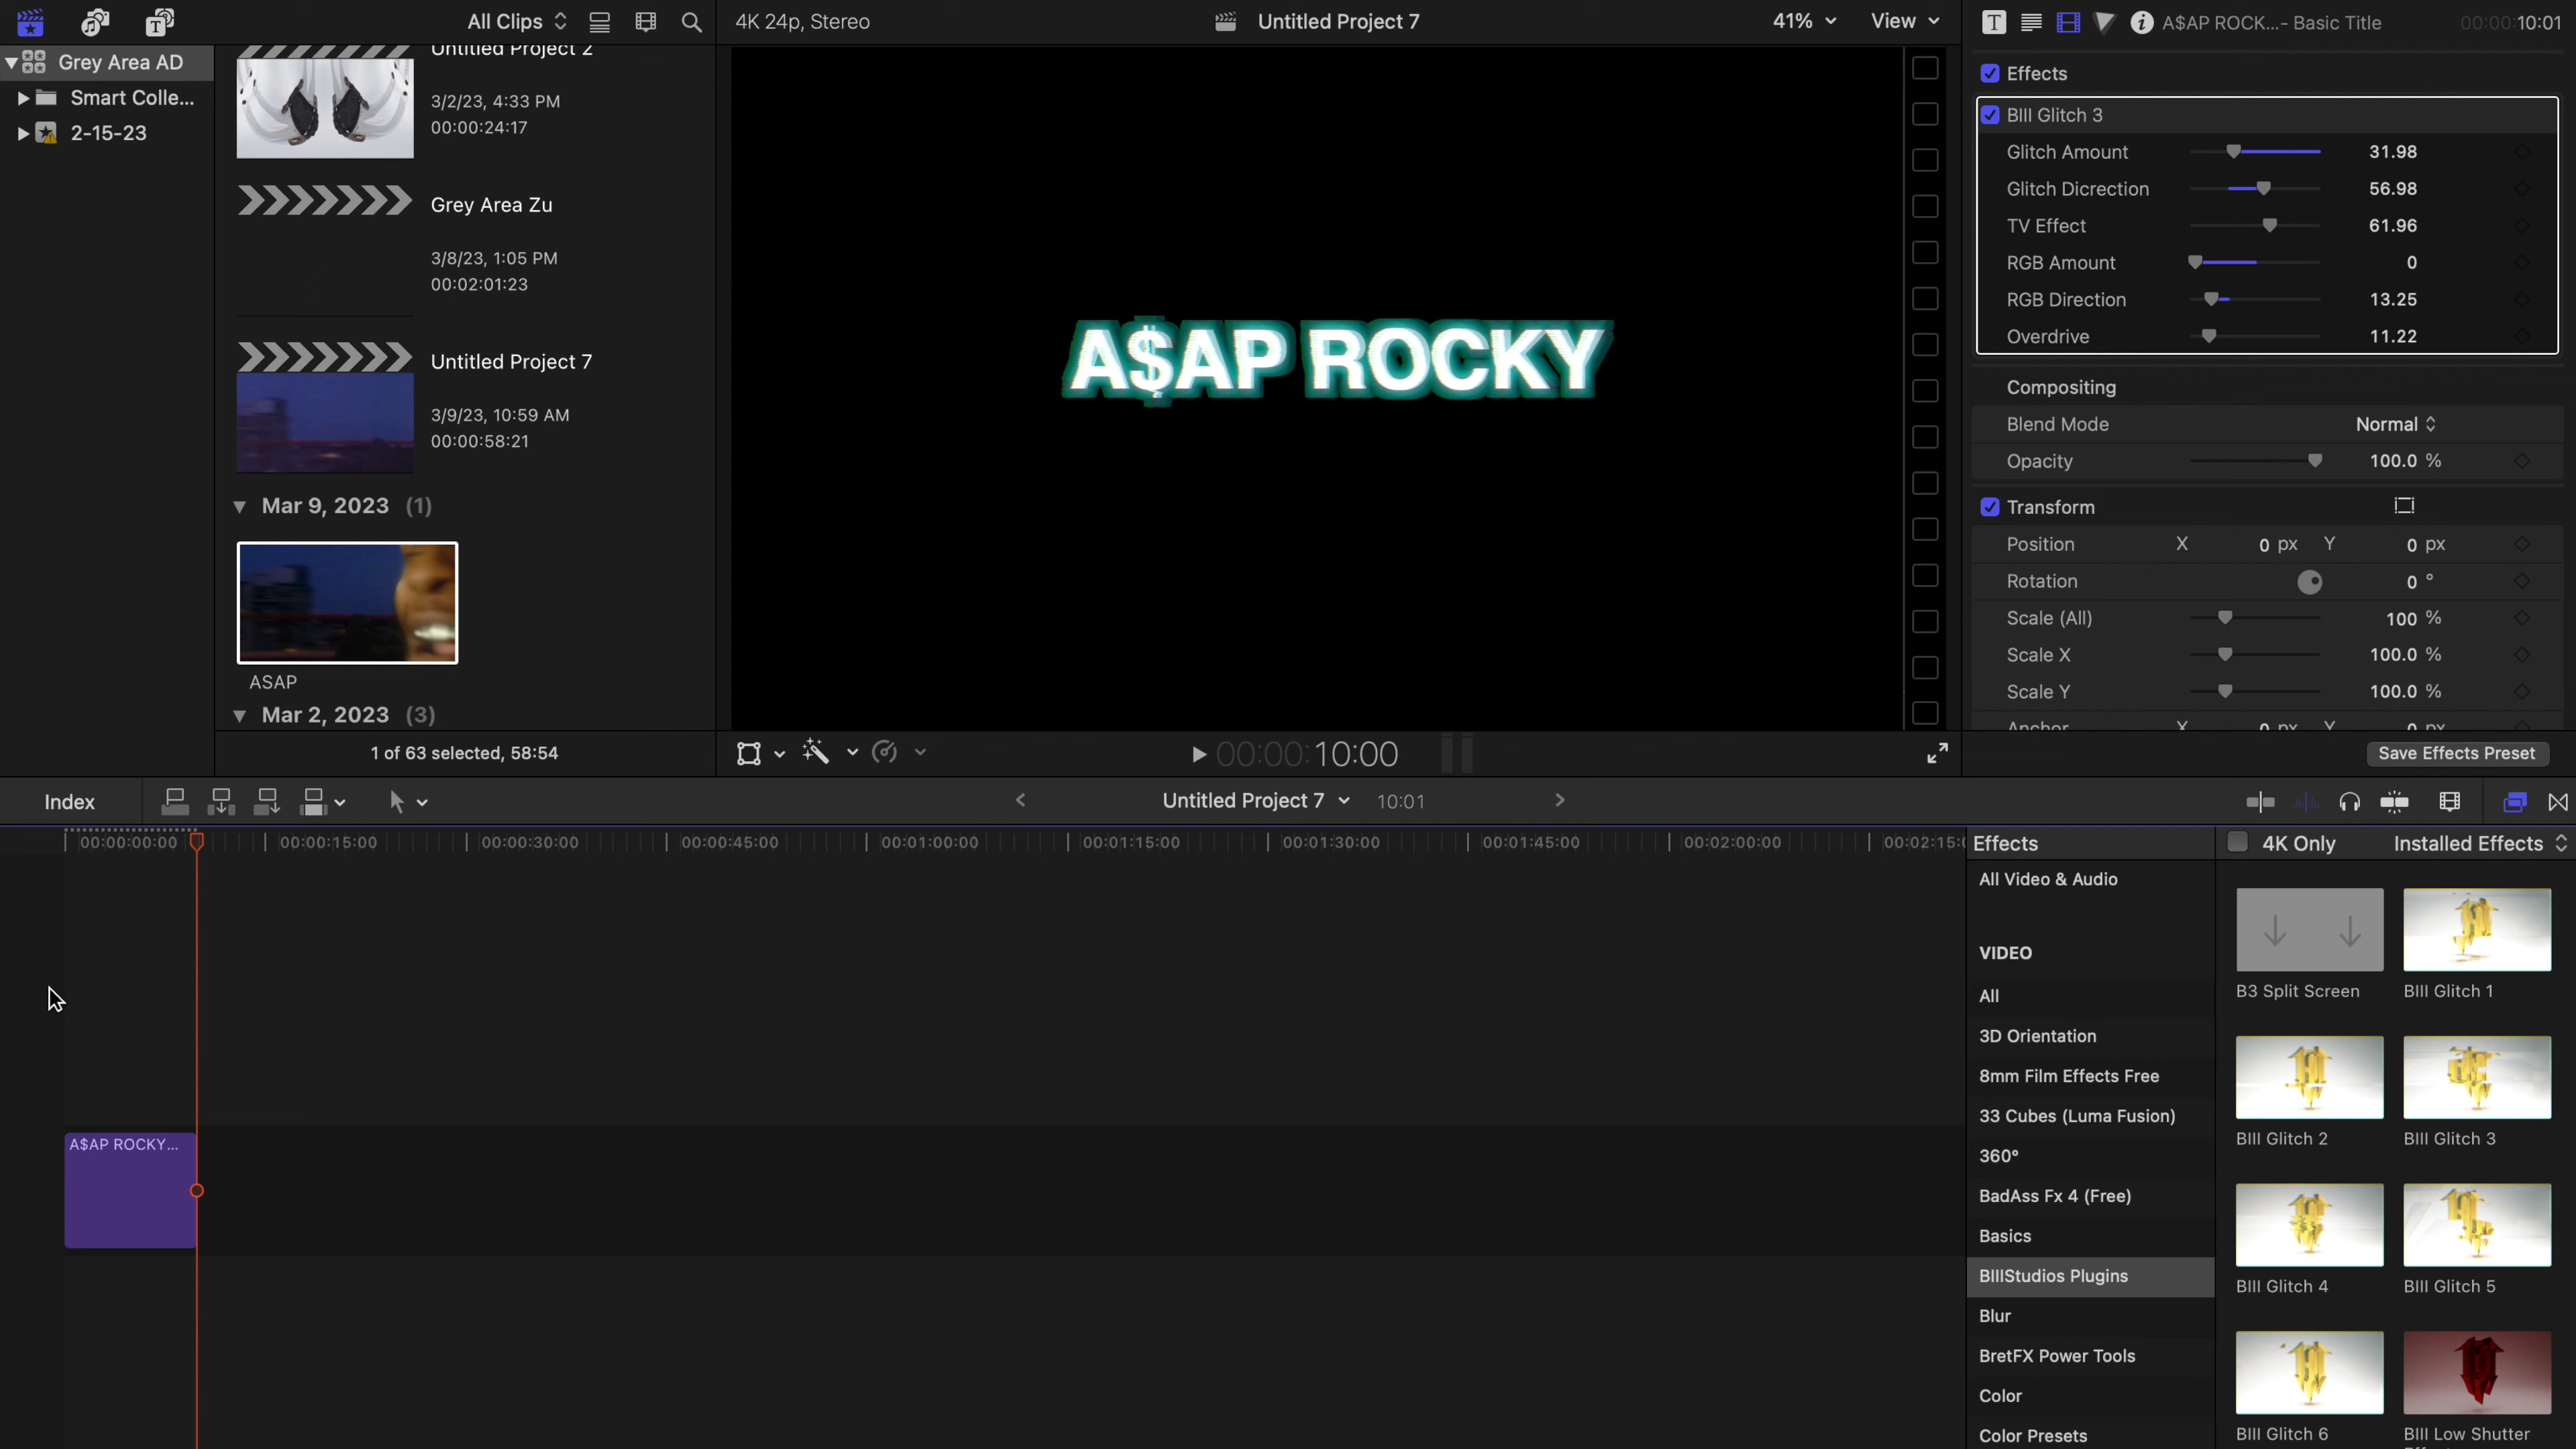 All Clips
4K 24p, Stereo
Untitled Project 7
41%
View
A$AP ROCK...- Basic Title
00:00:10:01
Grey Area AD
Smart Colle...
2-15-23
Untitled Project 2
3/2/23, 4:33 PM
00:00:24:17
Grey Area Zu
3/8/23, 1:05 PM
00:02:01:23
Untitled Project 7
3/9/23, 10:59 AM
00:00:58:21
Mar 9, 2023 (1)
ASAP
Mar 2, 2023 (3)
1 of 63 selected, 58:54
A$AP ROCKY
00:00:10:00
Effects
BIII Glitch 3
Glitch Amount 31.98
Glitch Dicrection 56.98
TV Effect 61.96
RGB Amount 0
RGB Direction 13.25
Overdrive 11.22
Compositing
Blend Mode Normal
Opacity 100.0 %
Transform
Position X 0 px Y 0 px
Rotation 0 °
Scale (All) 100 %
Scale X 100.0 %
Scale Y 100.0 %
Anchor X 0 px Y 0 px
Save Effects Preset
Index
Untitled Project 7 10:01
00:00:00:00 00:00:15:00 00:00:30:00 00:00:45:00 00:01:00:00 00:01:15:00 00:01:30:00 00:01:45:00 00:02:00:00 00:02:15:0
A$AP ROCKY...
Effects
4K Only
Installed Effects
All Video & Audio
VIDEO
All
3D Orientation
8mm Film Effects Free
33 Cubes (Luma Fusion)
360°
BadAss Fx 4 (Free)
Basics
BIIIStudios Plugins
Blur
BretFX Power Tools
Color
Color Presets
B3 Split Screen
BIII Glitch 1
BIII Glitch 2
BIII Glitch 3
BIII Glitch 4
BIII Glitch 5
BIII Glitch 6
BIII Low Shutter